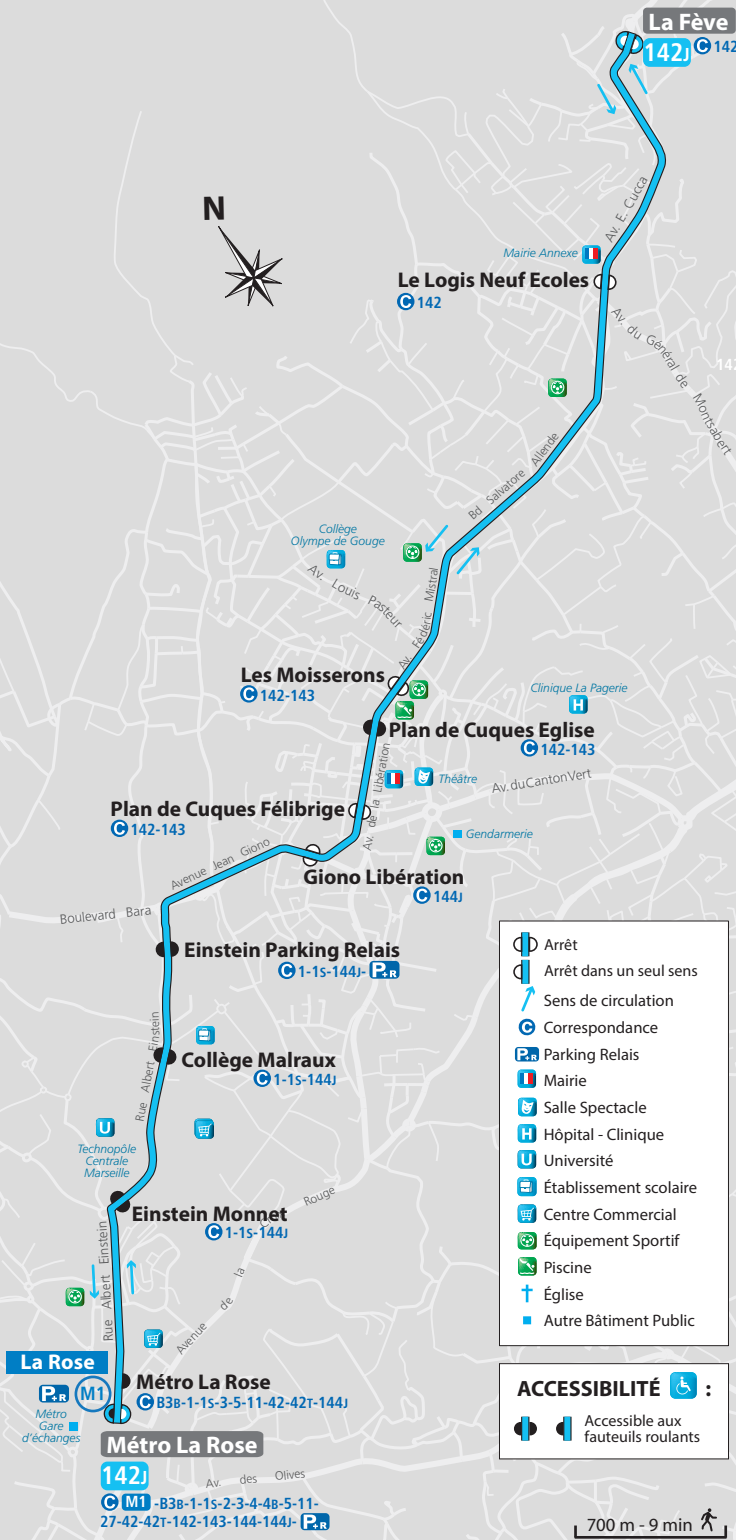 La Fève
142J C 142
N
Av. E. Cucca
Mairie Annexe
Le Logis Neuf Ecoles
C 142
Av. du Général de Montsabert
142
Bd Salvatore Allende
Collège
Olympe de Gouge
Av. Louis Pasteur
Av. Fédéric Mistral
Les Moisserons
C 142-143
Clinique La Pagerie
H
Plan de Cuques Eglise
C 142-143
Av. de la Libération
Théâtre
Av. du Canton Vert
Plan de Cuques Félibrige
C 142-143
Gendarmerie
Avenue Jean Giono
Giono Libération
C 144J
Boulevard Bara
Einstein Parking Relais
C 1-1S-144J- P+R
Rue Albert Einstein
Collège Malraux
C 1-1S-144J
U
Technopôle
Centrale
Marseille
Einstein Monnet
C 1-1S-144J
Rue Albert Einstein
Avenue de la Rouge
La Rose
P+R M1
Métro
Gare
d'échanges
Métro La Rose
C B3B-1-1S-3-5-11-42-42T-144J
Métro La Rose
142J
Av. des Olives
C M1 -B3B-1-1S-2-3-4-4B-5-11-
27-42-42T-142-143-144-144J- P+R
Arrêt
Arrêt dans un seul sens
Sens de circulation
C Correspondance
P+R Parking Relais
Mairie
Salle Spectacle
H Hôpital - Clinique
U Université
Établissement scolaire
Centre Commercial
Équipement Sportif
Piscine
Église
Autre Bâtiment Public
ACCESSIBILITÉ :
Accessible aux
fauteuils roulants
700 m - 9 min